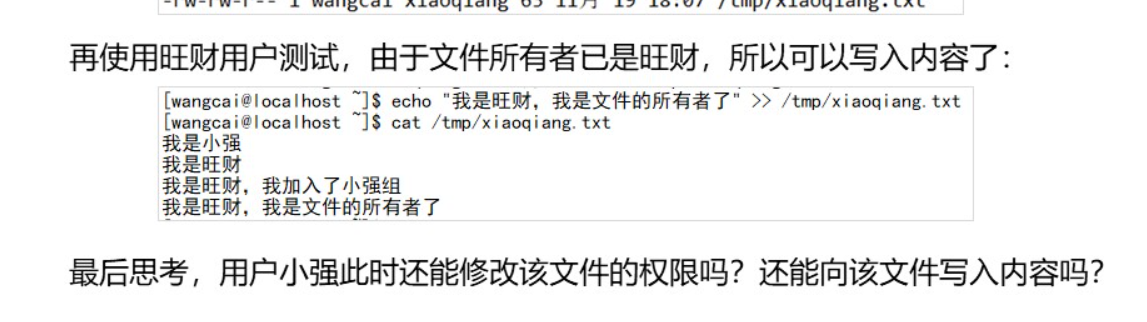 -rw-rw-r-- 1 wangcai xiaoqiang 63 11月 19 18:07 /tmp/xiaoqiang.txt
再使用旺财用户测试，由于文件所有者已是旺财，所以可以写入内容了：
[wangcai@localhost ~]$ echo "我是旺财，我是文件的所有者了" >> /tmp/xiaoqiang.txt
[wangcai@localhost ~]$ cat /tmp/xiaoqiang.txt
我是小强
我是旺财
我是旺财，我加入了小强组
我是旺财，我是文件的所有者了
最后思考，用户小强此时还能修改该文件的权限吗？还能向该文件写入内容吗？